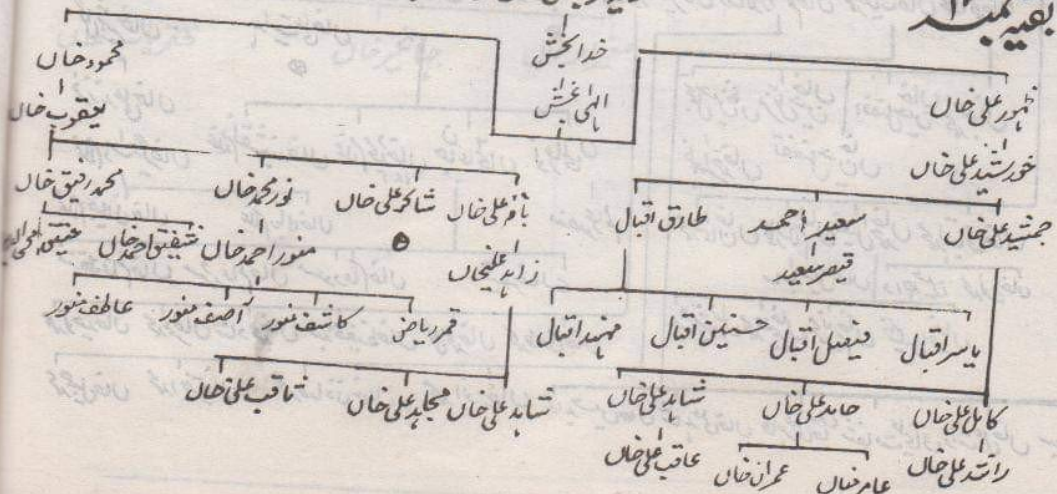 بقیہ نمبر
خدا بخش
محمود خاں
الہی بخش
ظہور علی خاں
یعقوب خاں
خورشید علی خاں
جمشید علی خاں سعید احمد طارق اقبال
باقر علی خاں شاکر علی خاں نور محمد خاں محمد رفیق خاں
قیصر سعید
زاہد علیخاں منور احمد خاں شفیق احمد خاں عتیق
یاسر اقبال فیصل اقبال حسنین اقبال مہند اقبال
قمر ریاض کاشف منور آصف منور عاطف منور
کامل علی خاں حامد علی خاں شاہد علی خاں
شاہد علی خاں مجاہد علی خاں ثاقب علی خاں
راشد علی خاں عامر خاں عمران خاں عاقب علی خاں